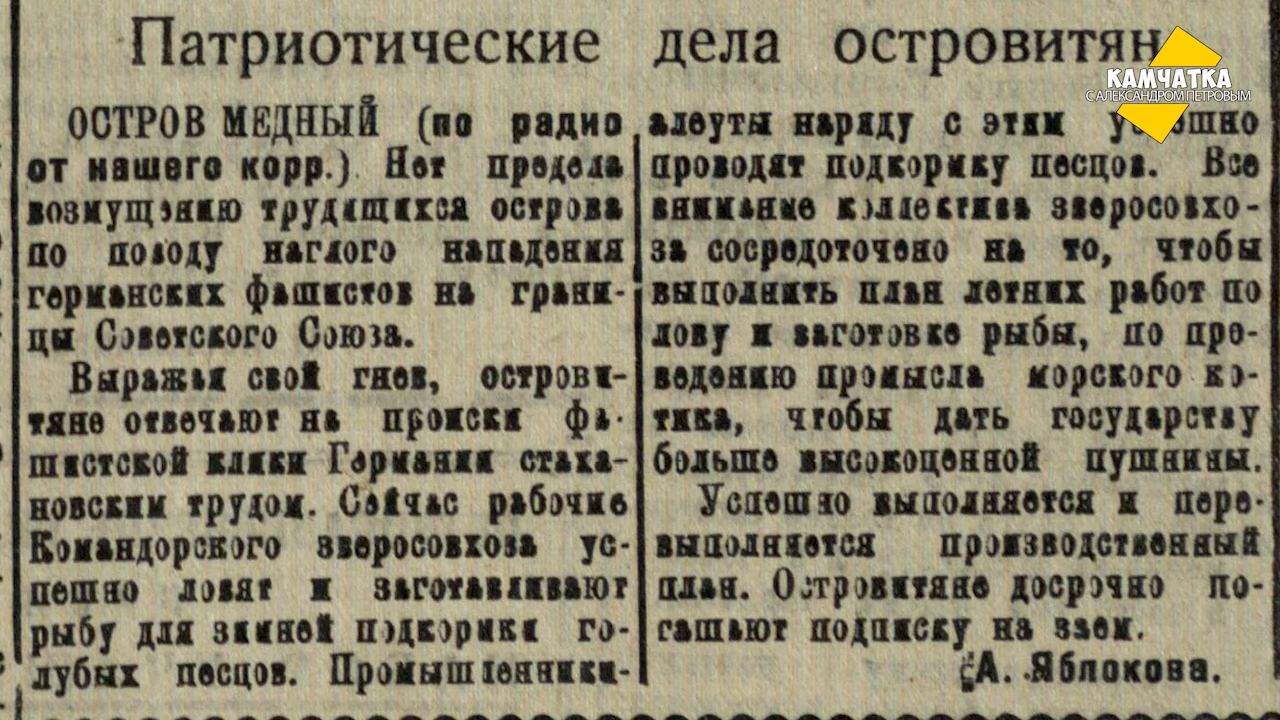 Патриотические дела островитян
КАМЧАТКА
С АЛЕКСАНДРОМ ПЕТРОВЫМ
ОСТРОВ МЕДНЫЙ (по радио
от нашего корр.) Нет предела
возмущению трудящихся острова
по поводу наглого нападения
германских фашистов на грани-
цы Советского Союза.
Выражая свой гнев, острови-
тяне отвечают на происки фа-
шистской клики Германии стаха-
новским трудом. Сейчас рабочие
Командорского зверосовхоза ус-
пешно ловят и заготавливают
рыбу для зимней подкормки го-
лубых песцов. Промышленники-
алеуты наряду с этим успешно
проводят подкормку песцов. Все
внимание коллектива зверосовхо-
за сосредоточено на то, чтобы
выполнить план летних работ по
лову и заготовке рыбы, по про-
ведению промысла морского ко-
тика, чтобы дать государству
больше высокоценной пушнины.
Успешно выполняется и пере-
выполняется производственный
план. Островитяне досрочно по-
гашают подписку на заем.
А. Яблокова.